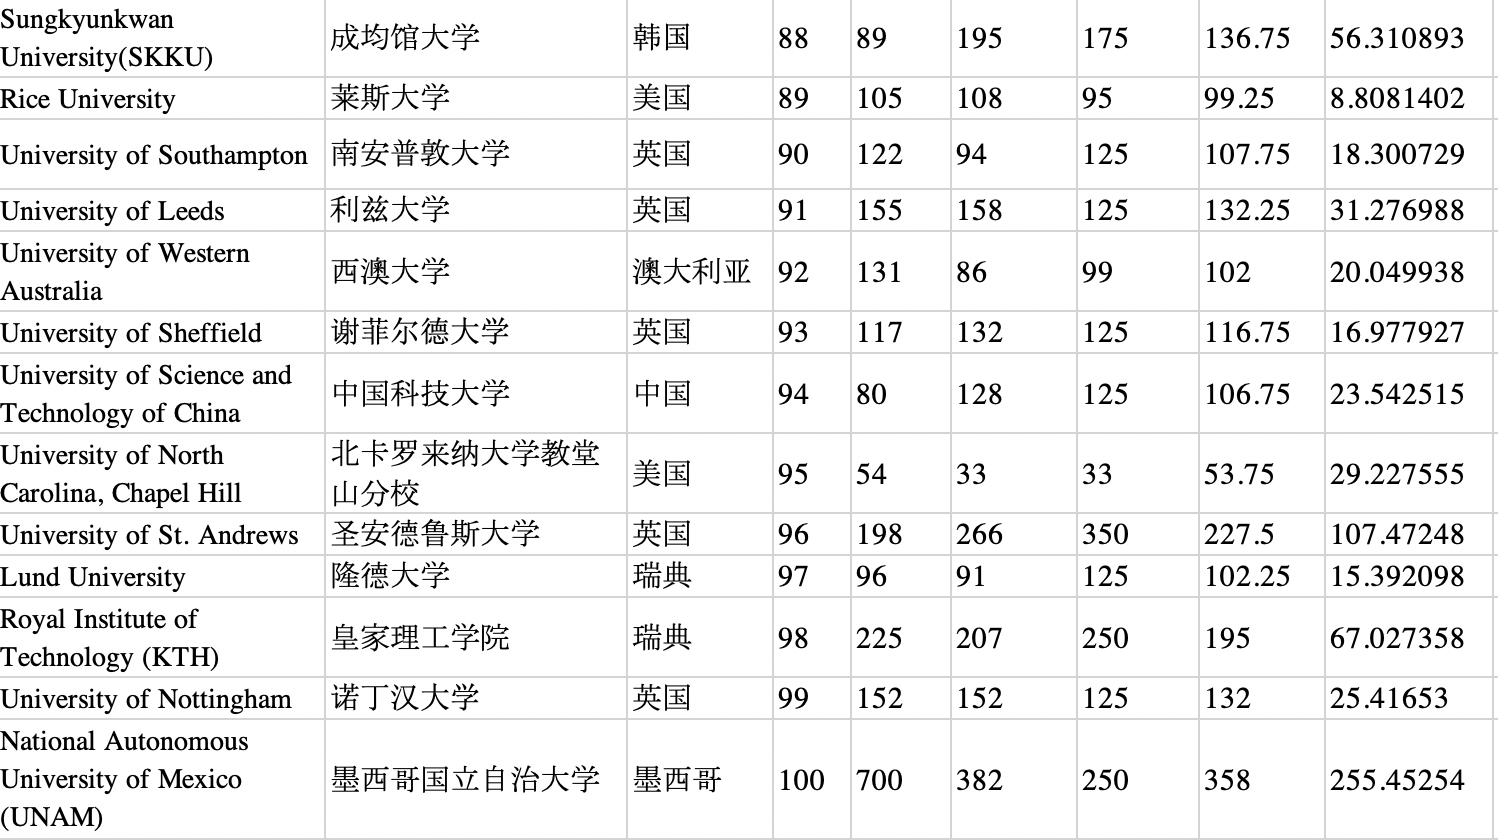 Sungkyunkwan
University(SKKU) 成均馆大学 韩国 88 89 195 175 136.75 56.310893
Rice University 莱斯大学 美国 89 105 108 95 99.25 8.8081402
University of Southampton 南安普敦大学 英国 90 122 94 125 107.75 18.300729
University of Leeds 利兹大学 英国 91 155 158 125 132.25 31.276988
University of Western
Australia 西澳大学 澳大利亚 92 131 86 99 102 20.049938
University of Sheffield 谢菲尔德大学 英国 93 117 132 125 116.75 16.977927
University of Science and
Technology of China 中国科技大学 中国 94 80 128 125 106.75 23.542515
University of North
Carolina, Chapel Hill 北卡罗来纳大学教堂
山分校 美国 95 54 33 33 53.75 29.227555
University of St. Andrews 圣安德鲁斯大学 英国 96 198 266 350 227.5 107.47248
Lund University 隆德大学 瑞典 97 96 91 125 102.25 15.392098
Royal Institute of
Technology (KTH) 皇家理工学院 瑞典 98 225 207 250 195 67.027358
University of Nottingham 诺丁汉大学 英国 99 152 152 125 132 25.41653
National Autonomous
University of Mexico
(UNAM) 墨西哥国立自治大学 墨西哥 100 700 382 250 358 255.45254